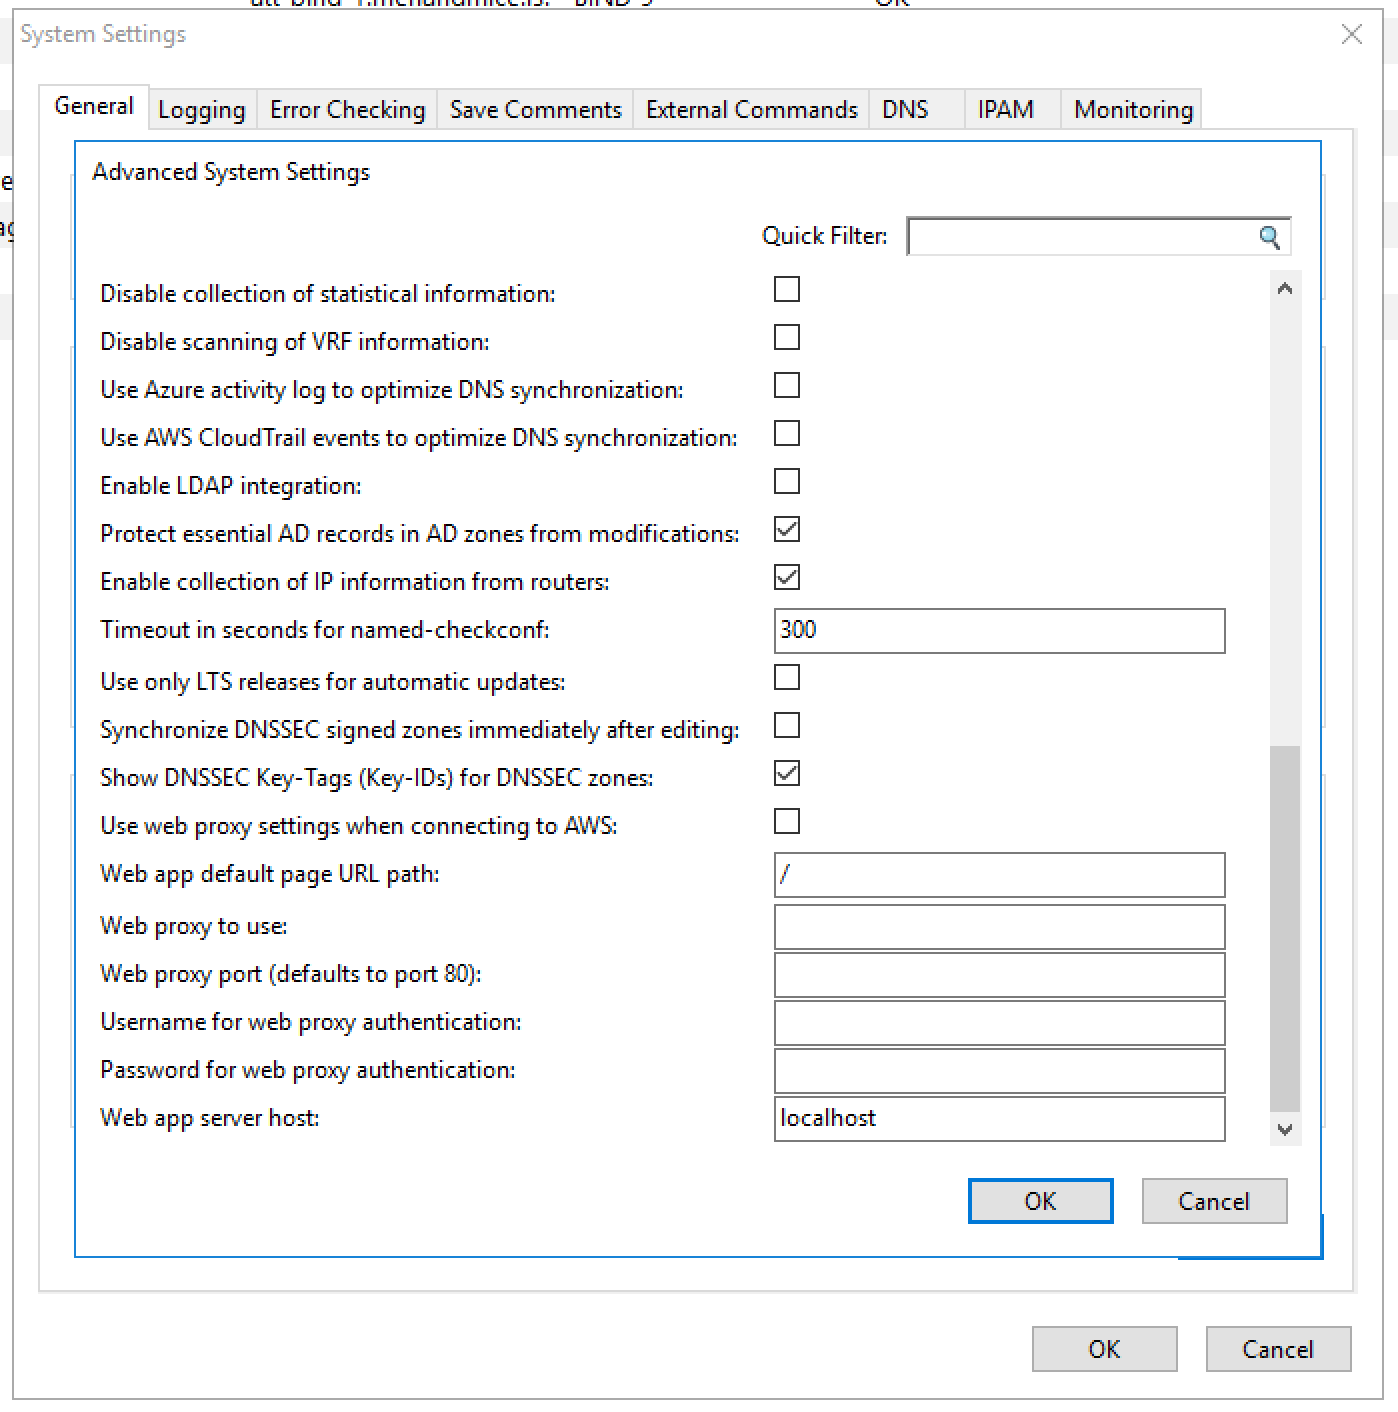 OK
System Settings
General Logging Error Checking Save Comments External Commands DNS IPAM Monitoring
Advanced System Settings
Quick Filter:
Disable collection of statistical information:
Disable scanning of VRF information:
Use Azure activity log to optimize DNS synchronization:
Use AWS CloudTrail events to optimize DNS synchronization:
Enable LDAP integration:
Protect essential AD records in AD zones from modifications:
Enable collection of IP information from routers:
Timeout in seconds for named-checkconf: 300
Use only LTS releases for automatic updates:
Synchronize DNSSEC signed zones immediately after editing:
Show DNSSEC Key-Tags (Key-IDs) for DNSSEC zones:
Use web proxy settings when connecting to AWS:
Web app default page URL path: /
Web proxy to use:
Web proxy port (defaults to port 80):
Username for web proxy authentication:
Password for web proxy authentication:
Web app server host: localhost
OK Cancel
OK Cancel